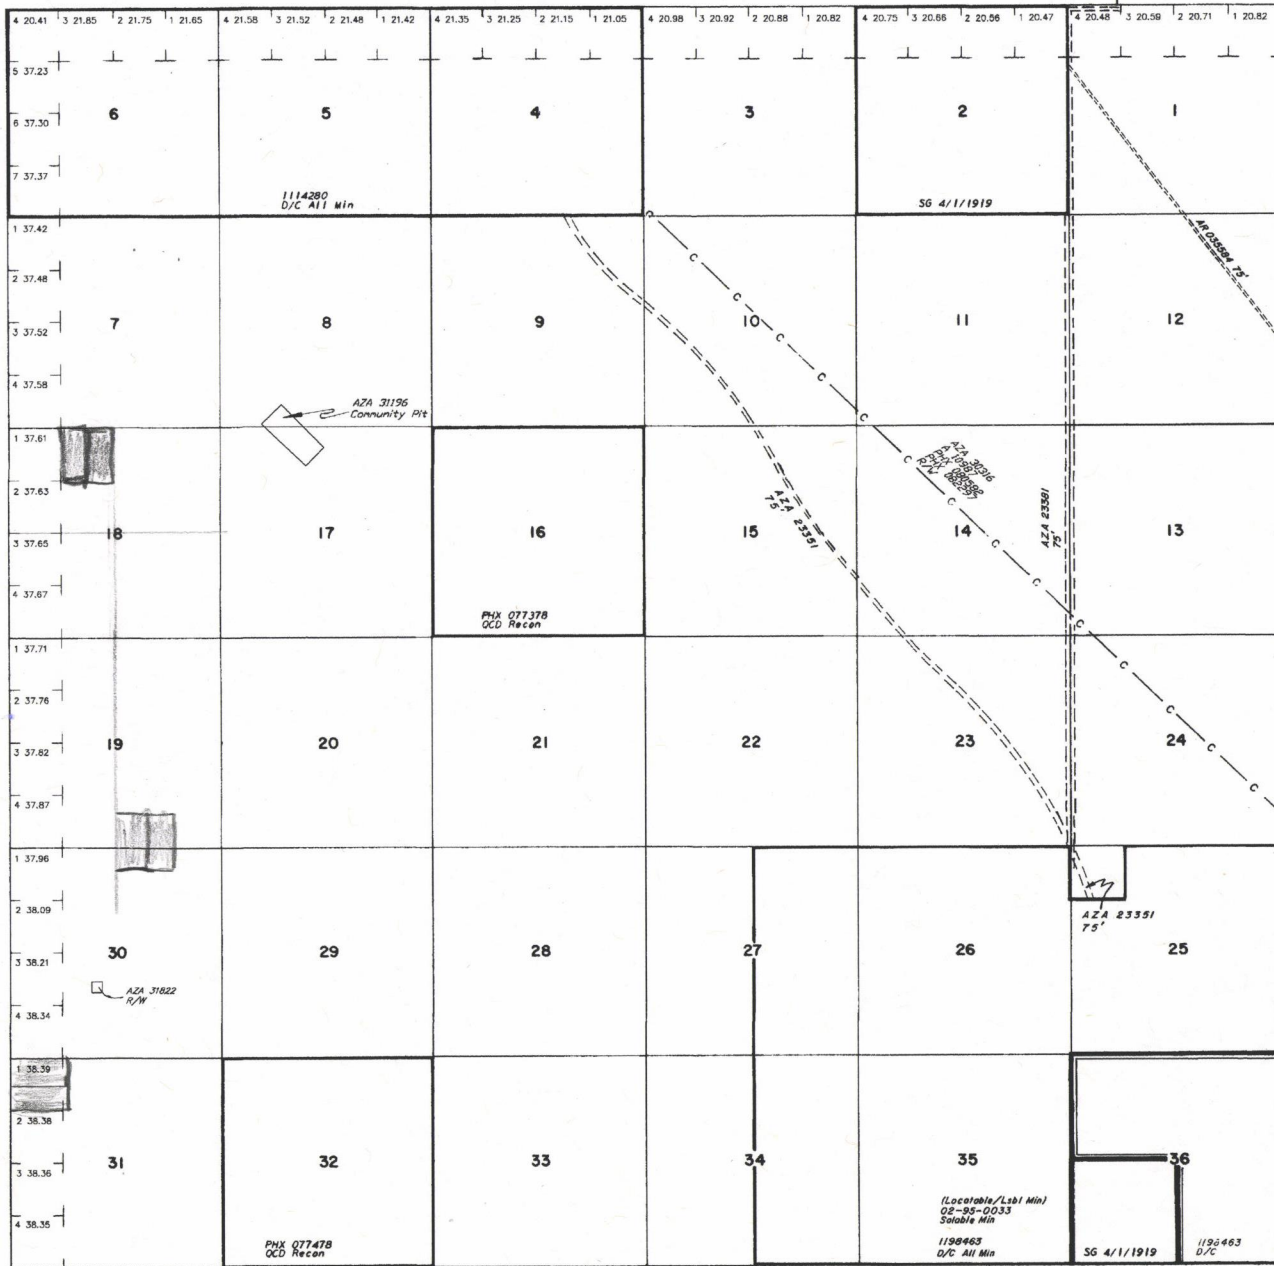 4 20.41 3 21.85 2 21.75 1 21.65 4 21.58 3 21.52 2 21.48 1 21.42 4 21.35 3 21.25 2 21.15 1 21.05 4 20.98 3 20.92 2 20.88 1 20.82 4 20.75 3 20.66 2 20.56 1 20.47 4 20.48 3 20.59 2 20.71 1 20.82
5 37.23
6 37.30
7 37.37
6 5 4 3 2 1
1114280
D/C All Min
SG 4/1/1919
AR 035584 75'
1 37.42
2 37.48
3 37.52
4 37.58
7 8 9 10 11 12
AZA 31196
Community Pit
C C C C C C
1 37.61
2 37.63
3 37.65
4 37.67
18 17 16 15 14 13
PHX 077378
QCD Recon
AZA 23351
75'
AZA 30316
PHX 080592
PHX 082297
R/W
C C C C C C
AZA 23381
75'
1 37.71
2 37.76
3 37.82
4 37.87
19 20 21 22 23 24
C C C C
1 37.96
2 38.09
3 38.21
4 38.34
30 29 28 27 26 25
AZA 31822
R/W
AZA 23351
75'
1 38.39
2 38.38
3 38.36
4 38.35
31 32 33 34 35 36
PHX 077478
QCD Recon
(Locatable/Lsbl Min)
02-95-0033
Salable Min
1198463
D/C All Min
SG 4/1/1919
1198463
D/C